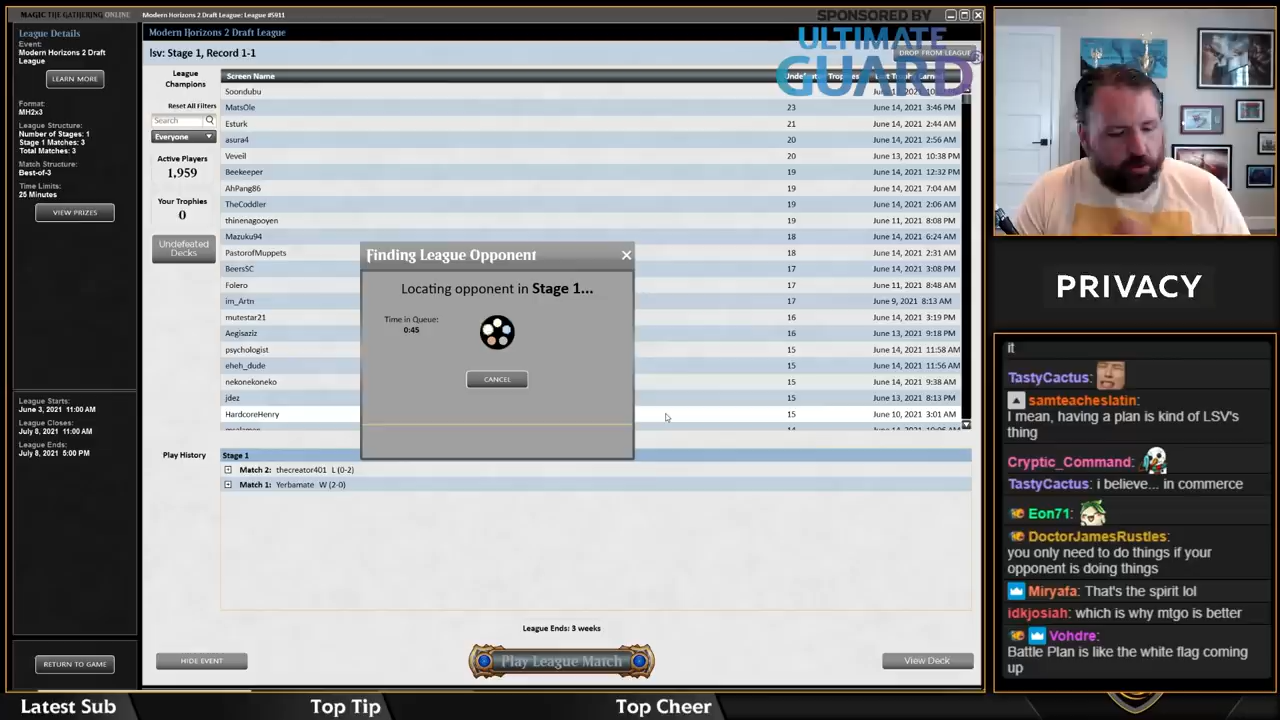 MAGIC THE GATHERING ONLINE
Modern Horizons 2 Draft League: League #5911
SPONSORED BY
ULTIMATE
GUARD
League Details
Event:
Modern Horizons 2 Draft
League
LEARN MORE
Format:
MH2x3
League Structure:
Number of Stages: 1
Stage 1 Matches: 3
Total Matches: 3
Match Structure:
Best-of-3
Time Limits:
25 Minutes
VIEW PRIZES
League Starts:
June 3, 2021 11:00 AM
League Closes:
July 8, 2021 11:00 AM
League Ends:
July 8, 2021 5:00 PM
RETURN TO GAME
Modern Horizons 2 Draft League
lsv: Stage 1, Record 1-1
DROP FROM LEAGUE
League
Champions
Reset All Filters
Search
Everyone
Active Players
1,959
Your Trophies
0
Undefeated
Decks
Screen Name
Soondubu
MatsOle 23 June 14, 2021 3:46 PM
Esturk 21 June 14, 2021 2:44 AM
asura4 20 June 14, 2021 2:56 AM
Veveil 20 June 13, 2021 10:38 PM
Beekeeper 19 June 14, 2021 12:32 PM
AhPang86 19 June 14, 2021 7:04 AM
TheCoddler 19 June 14, 2021 2:06 AM
thinenagooyen 19 June 11, 2021 8:08 PM
Mazuku94 18 June 14, 2021 6:24 AM
PastorofMuppets 18 June 14, 2021 2:31 AM
BeersSC 17 June 14, 2021 3:08 PM
Folero 17 June 11, 2021 8:48 AM
im_Artn 17 June 9, 2021 8:13 AM
mutestar21 16 June 14, 2021 3:19 PM
Aegisaziz 16 June 13, 2021 9:18 PM
psychologist 15 June 14, 2021 11:58 AM
eheh_dude 15 June 14, 2021 11:56 AM
nekonekoneko 15 June 14, 2021 9:38 AM
jdez 15 June 13, 2021 8:13 PM
HardcoreHenry 15 June 10, 2021 3:01 AM
Finding League Opponent
Locating opponent in Stage 1...
Time in Queue:
0:45
CANCEL
Play History
Stage 1
Match 2: thecreator401 L (0-2)
Match 1: Yerbamate W (2-0)
League Ends: 3 weeks
HIDE EVENT
Play League Match
View Deck
PRIVACY
it
TastyCactus:
samteacheslatin:
I mean, having a plan is kind of LSV's
thing
Cryptic_Command:
TastyCactus: i believe... in commerce
Eon71:
DoctorJamesRustles:
you only need to do things if your
opponent is doing things
Miryafa: That's the spirit lol
idkjosiah: which is why mtgo is better
Vohdre:
Battle Plan is like the white flag coming
up
Latest Sub
Top Tip
Top Cheer